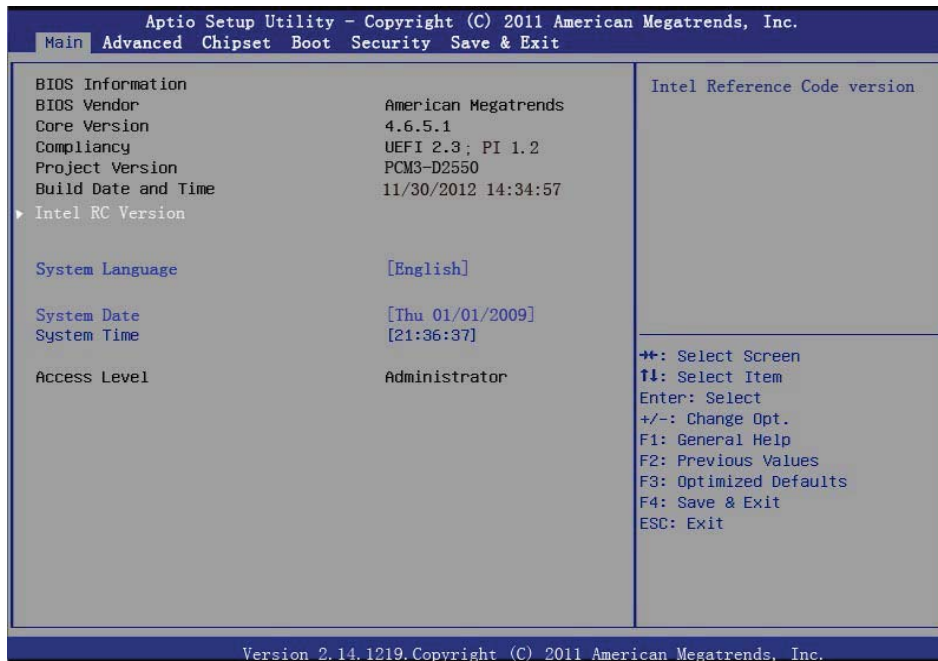 Aptio Setup Utility - Copyright (C) 2011 American Megatrends, Inc.
Main Advanced Chipset Boot Security Save & Exit
BIOS Information
BIOS Vendor American Megatrends
Core Version 4.6.5.1
Compliancy UEFI 2.3; PI 1.2
Project Version PCM3-D2550
Build Date and Time 11/30/2012 14:34:57
Intel RC Version
System Language [English]
System Date [Thu 01/01/2009]
System Time [21:36:37]
Access Level Administrator
Intel Reference Code version
→←: Select Screen
↑↓: Select Item
Enter: Select
+/-: Change Opt.
F1: General Help
F2: Previous Values
F3: Optimized Defaults
F4: Save & Exit
ESC: Exit
Version 2.14.1219.Copyright (C) 2011 American Megatrends, Inc.